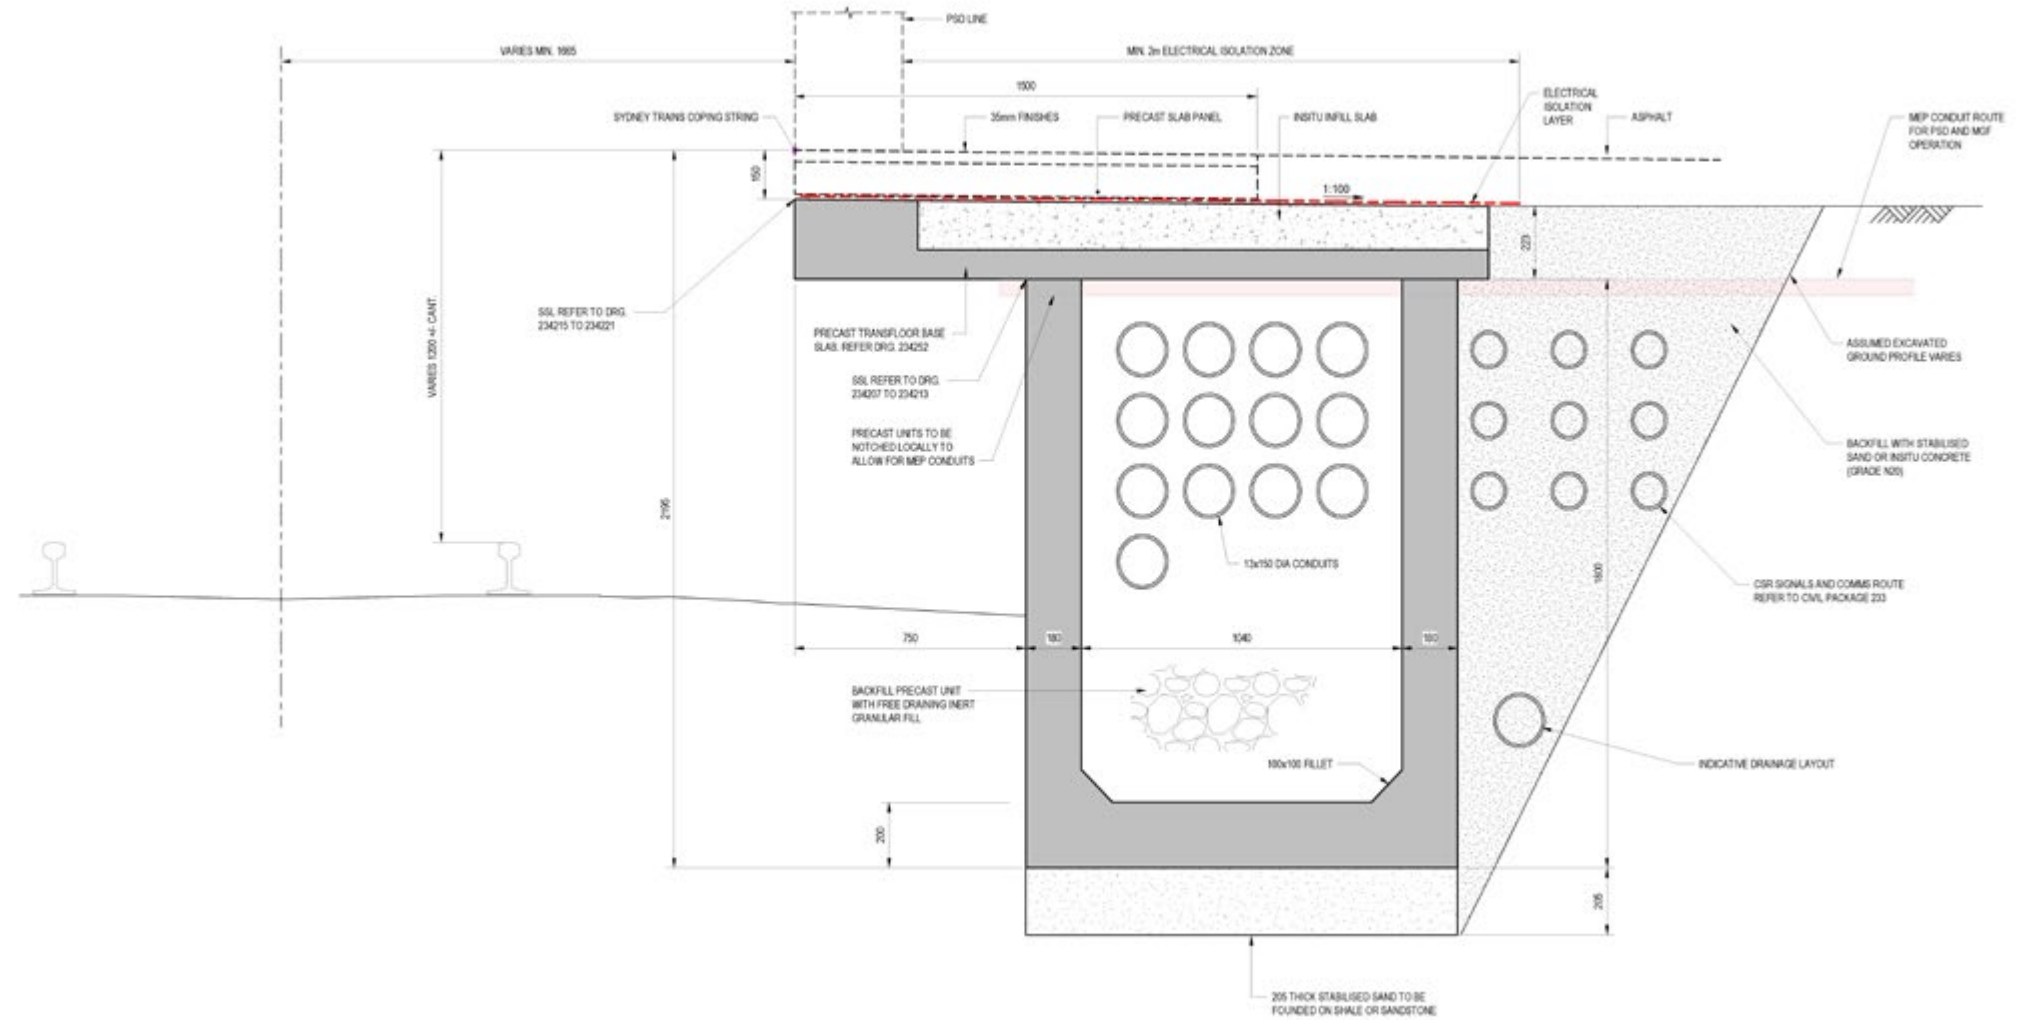 PSD LINE
VARIES MIN. 1665
MIN. 2m ELECTRICAL ISOLATION ZONE
1500
ELECTRICAL
ISOLATION
LAYER
SYDNEY TRAINS COPING STRING
35mm FINISHES
PRECAST SLAB PANEL
INSITU INFILL SLAB
ASPHALT
MEP CONDUIT ROUTE
FOR PSD AND MGF
OPERATION
150
1:100
223
VARIES 1200 +/- CANT.
SSL REFER TO DRG.
234215 TO 234221
PRECAST TRANSFLOOR BASE
SLAB. REFER DRG. 234252
SSL REFER TO DRG.
234207 TO 234213
PRECAST UNITS TO BE
NOTCHED LOCALLY TO
ALLOW FOR MEP CONDUITS
ASSUMED EXCAVATED
GROUND PROFILE VARIES
BACKFILL WITH STABILISED
SAND OR INSITU CONCRETE
(GRADE N20)
2195
13x150 DIA CONDUITS
1800
CSR SIGNALS AND COMMS ROUTE
REFER TO CIVIL PACKAGE 233
750
180
1040
180
BACKFILL PRECAST UNIT
WITH FREE DRAINING INERT
GRANULAR FILL
100x100 FILLET
INDICATIVE DRAINAGE LAYOUT
200
205
205 THICK STABILISED SAND TO BE
FOUNDED ON SHALE OR SANDSTONE